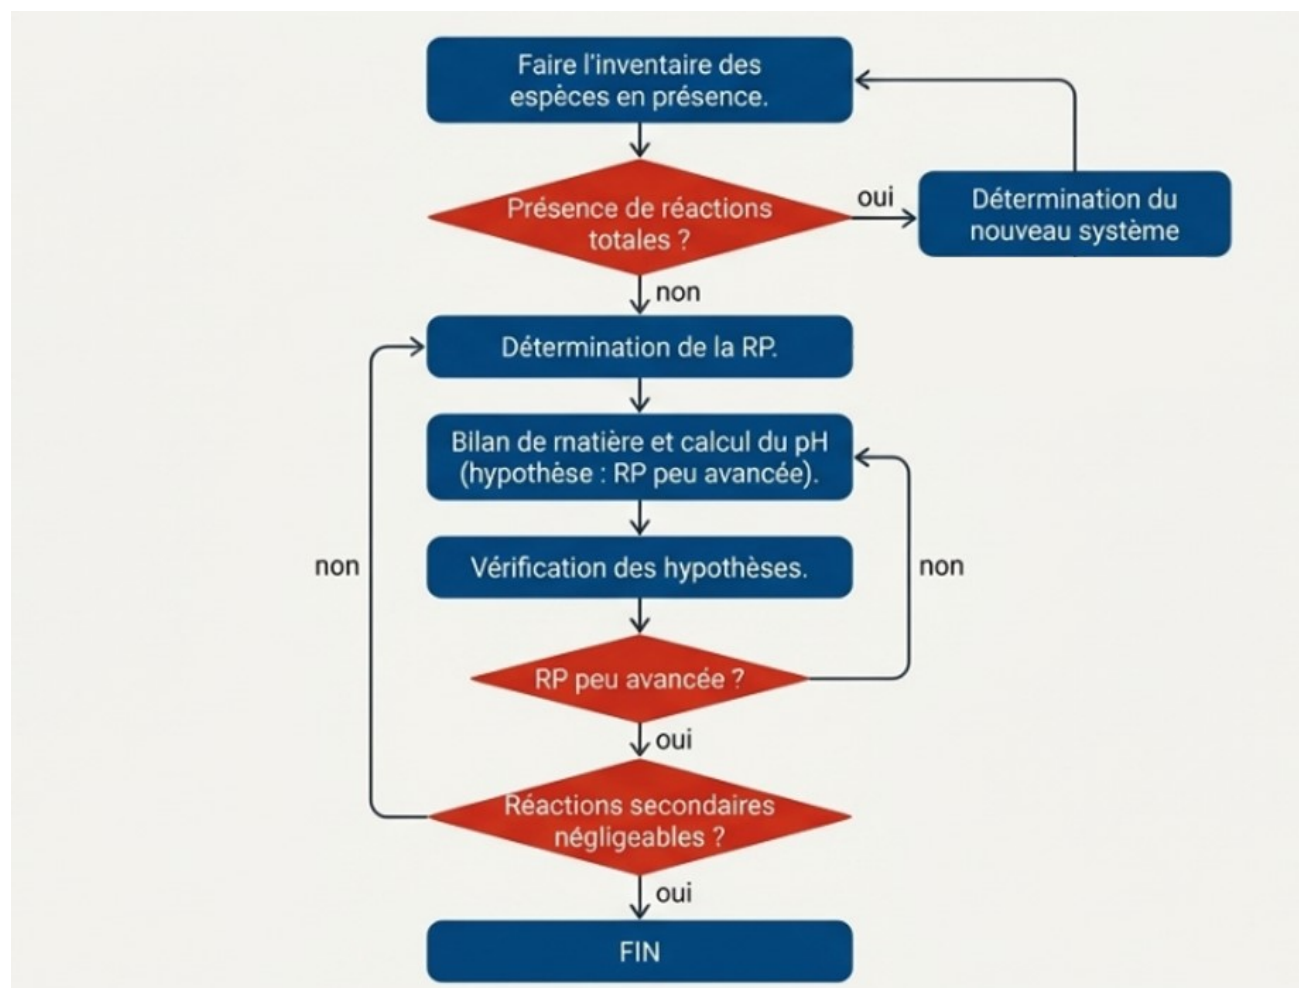 Faire l'inventaire des
espèces en présence.
Présence de réactions
totales ?
oui
Détermination du
nouveau système
non
Détermination de la RP.
Bilan de matière et calcul du pH
(hypothèse : RP peu avancée).
Vérification des hypothèses.
non
non
RP peu avancée ?
oui
Réactions secondaires
négligeables ?
oui
FIN